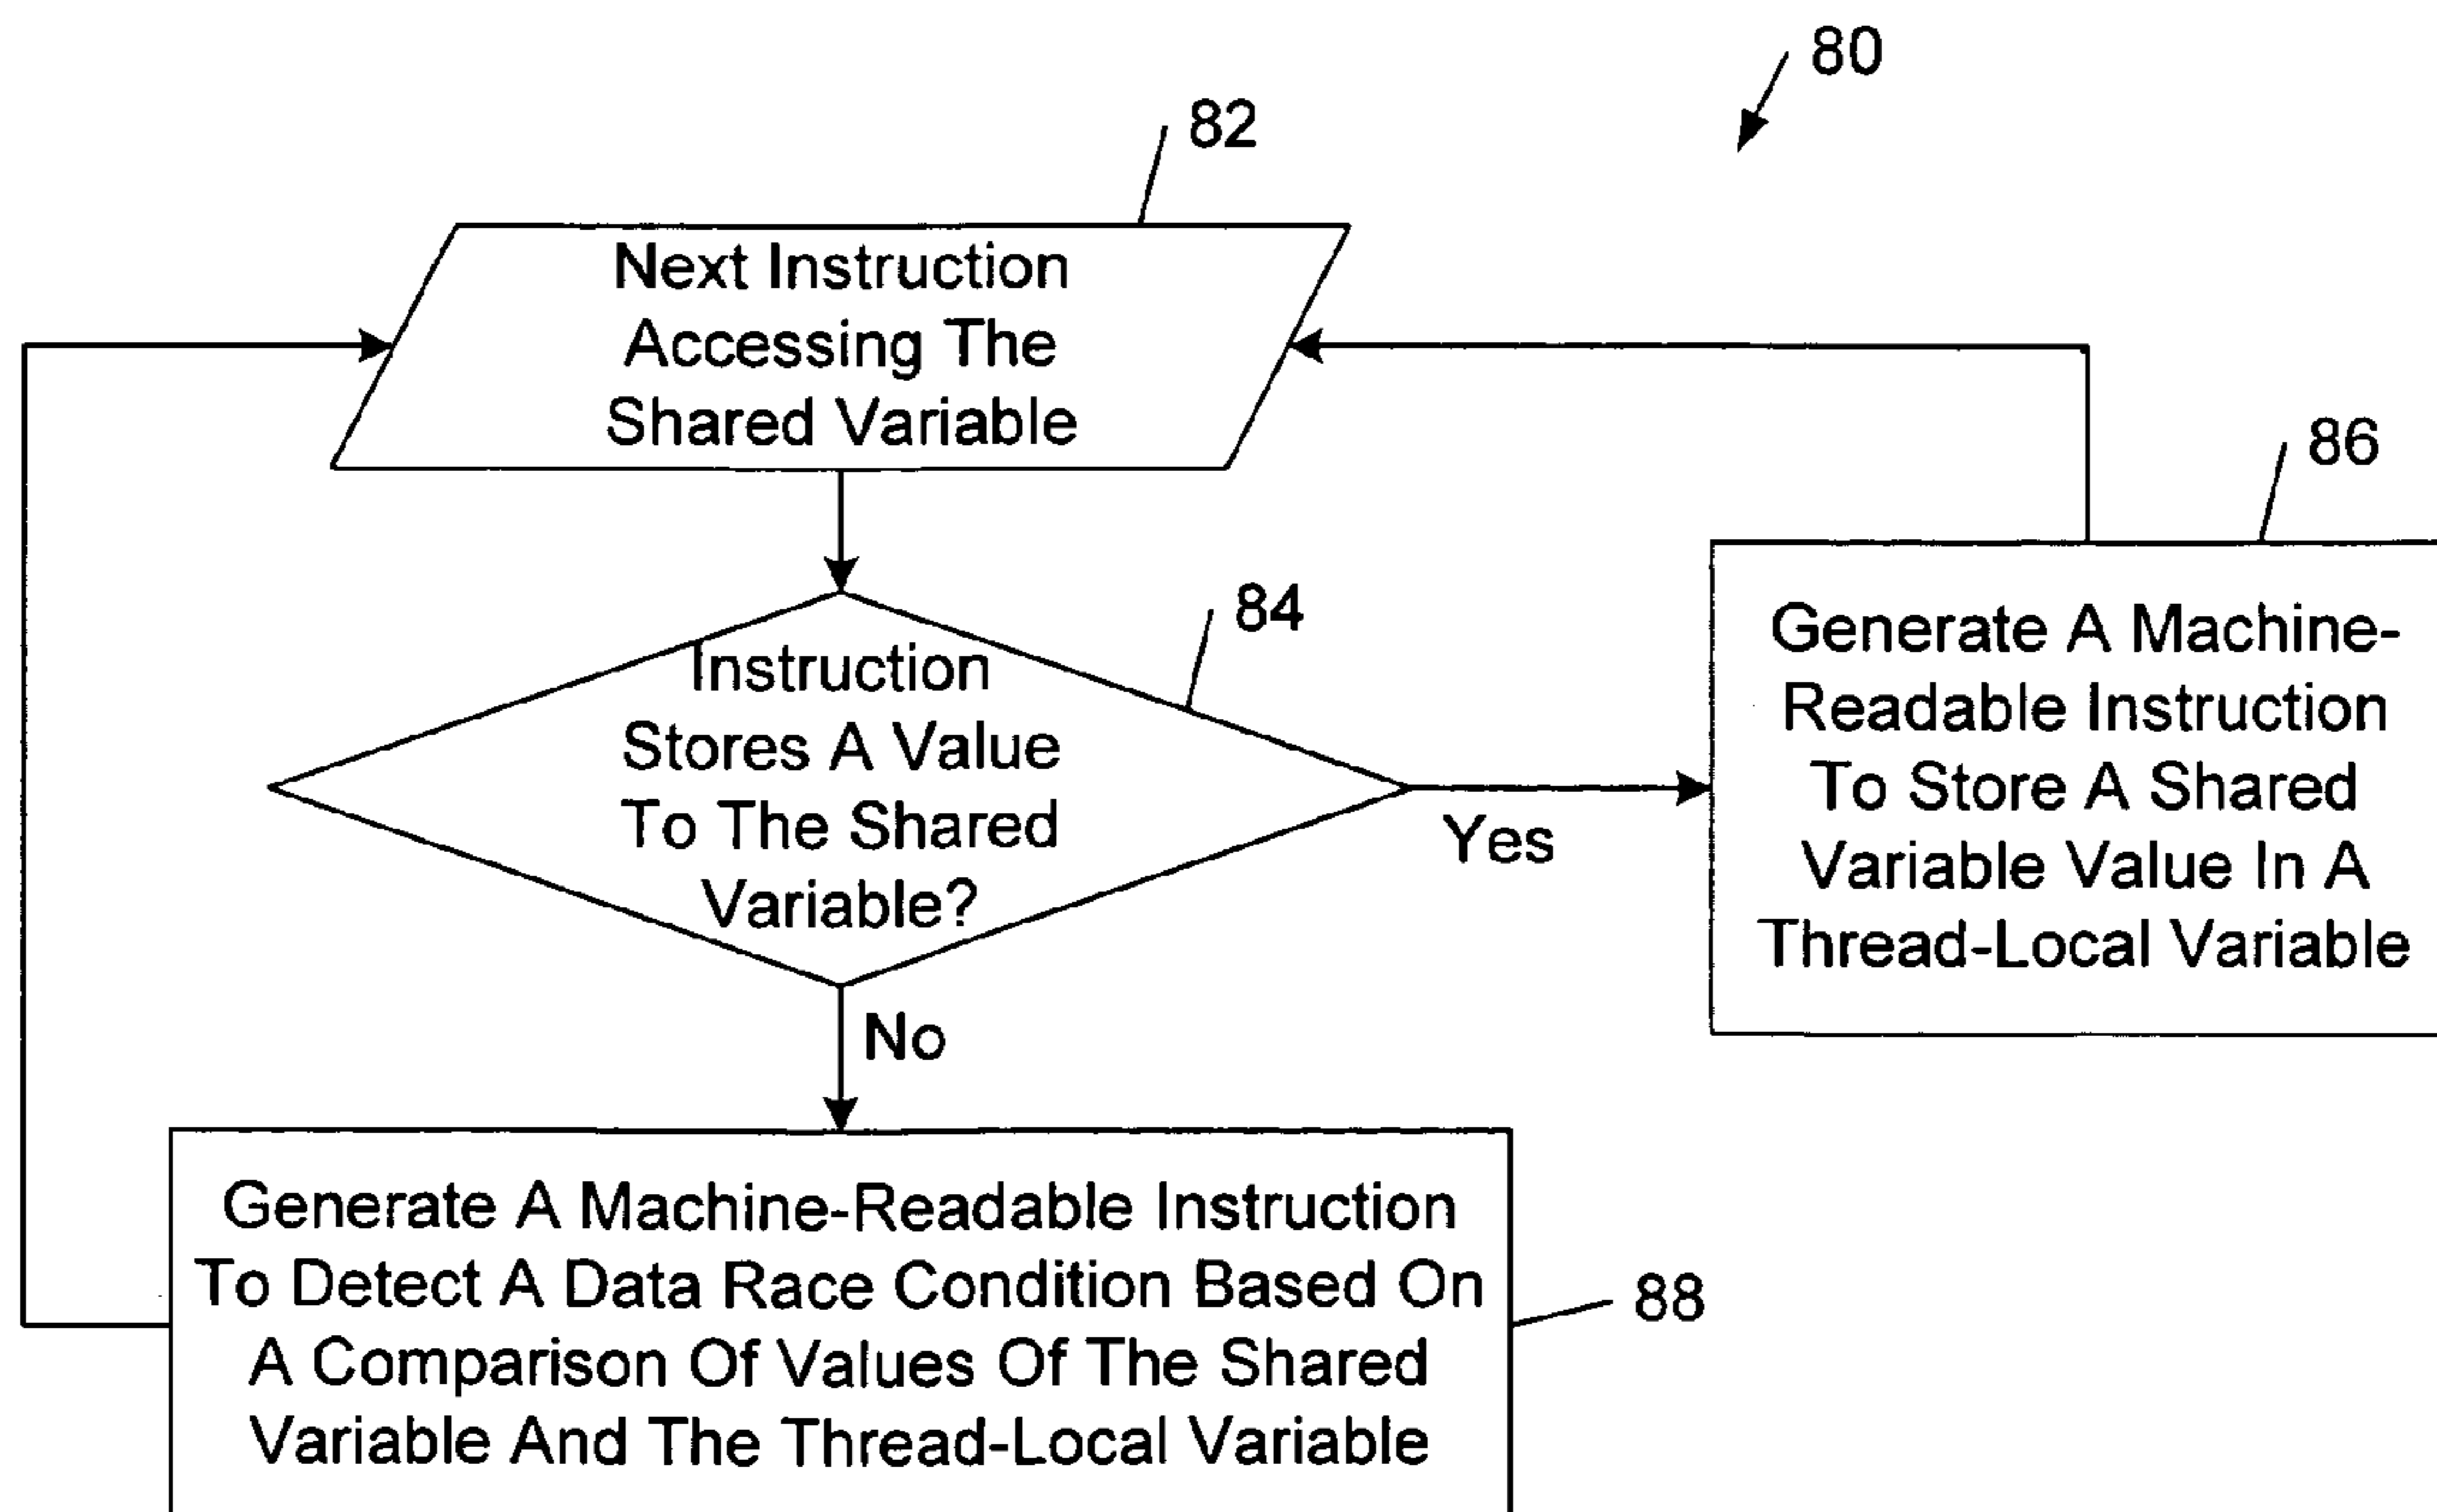 80
82
Next Instruction
Accessing The
Shared Variable
86
84
Instruction
Stores A Value
To The Shared
Variable?
Yes
Generate A Machine-
Readable Instruction
To Store A Shared
Variable Value In A
Thread-Local Variable
No
Generate A Machine-Readable Instruction
To Detect A Data Race Condition Based On
A Comparison Of Values Of The Shared
Variable And The Thread-Local Variable
88